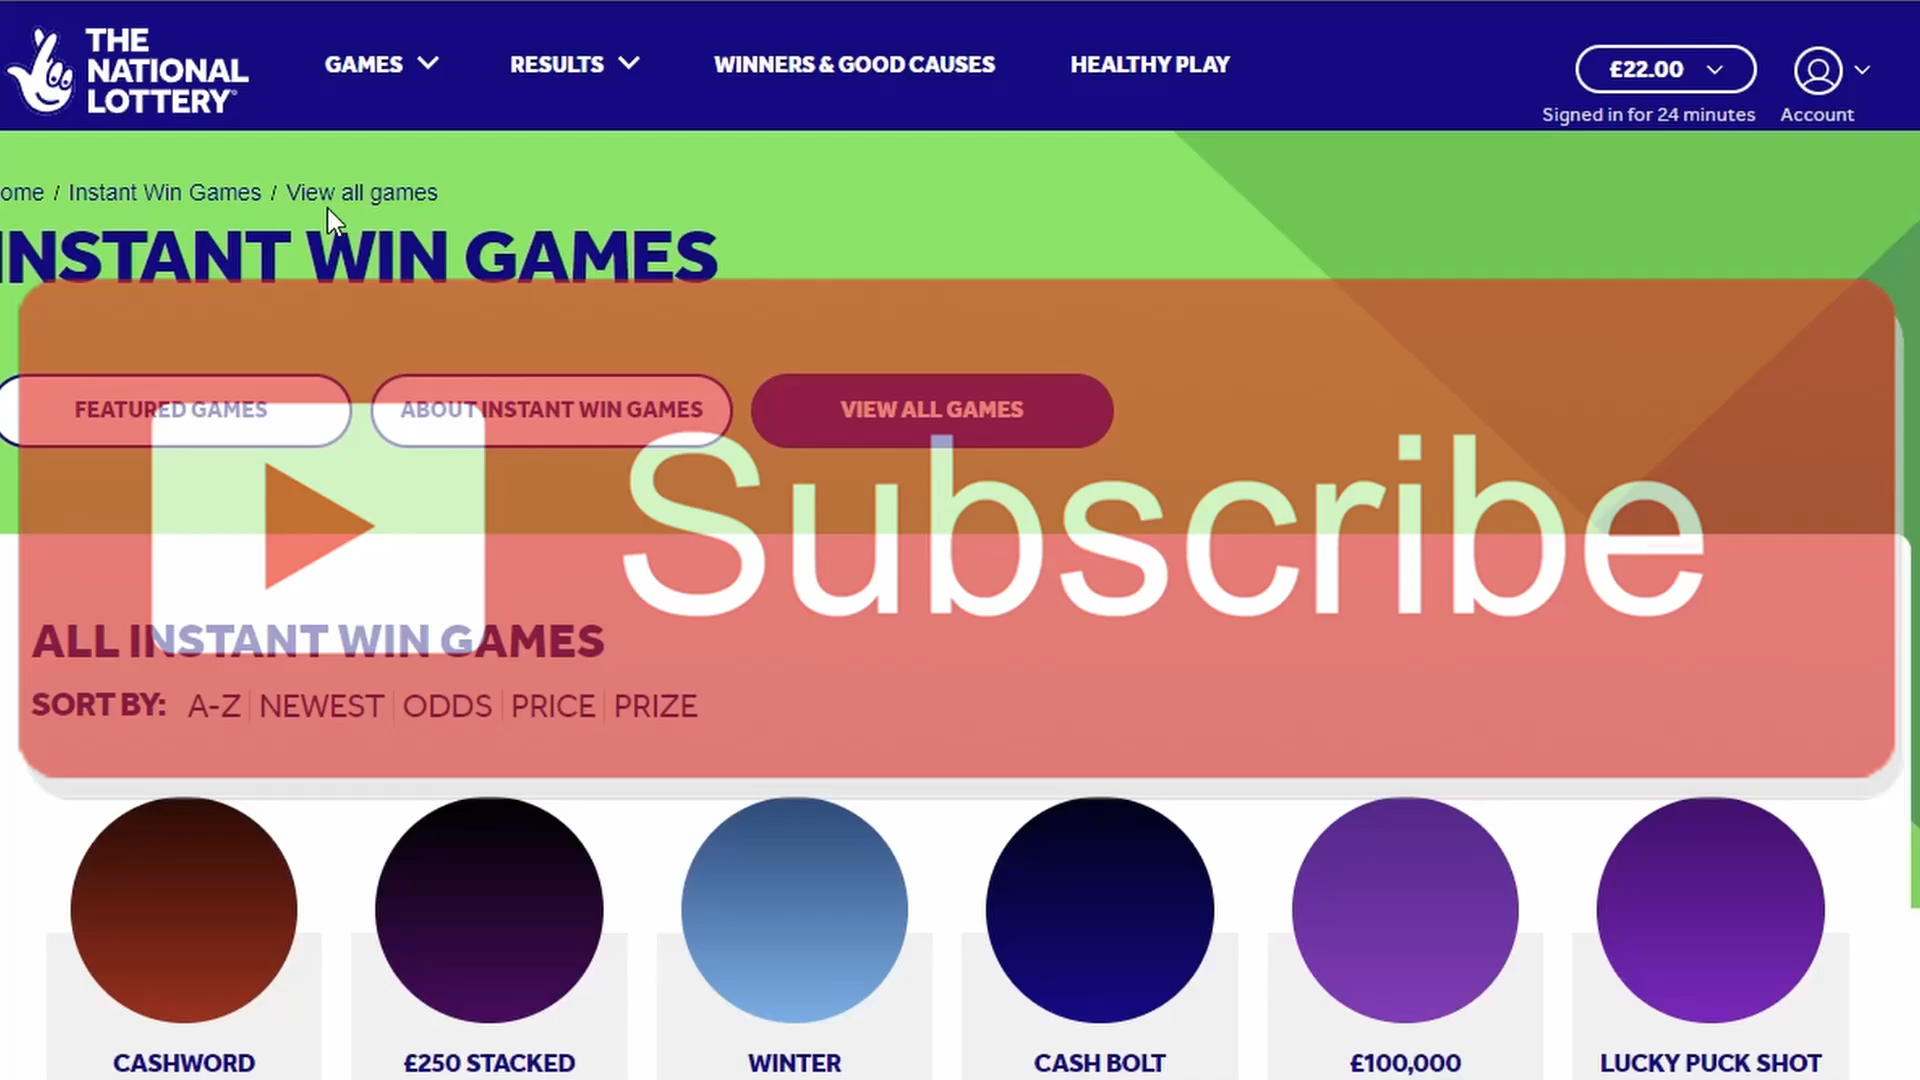 THE
NATIONAL
LOTTERY
GAMES
RESULTS
WINNERS & GOOD CAUSES
HEALTHY PLAY
£22.00
Signed in for 24 minutes
Account
ome / Instant Win Games / View all games
INSTANT WIN GAMES
FEATURED GAMES
ABOUT INSTANT WIN GAMES
VIEW ALL GAMES
Subscribe
ALL INSTANT WIN GAMES
SORT BY: A-Z NEWEST ODDS PRICE PRIZE
CASHWORD
£250 STACKED
WINTER
CASH BOLT
£100,000
LUCKY PUCK SHOT